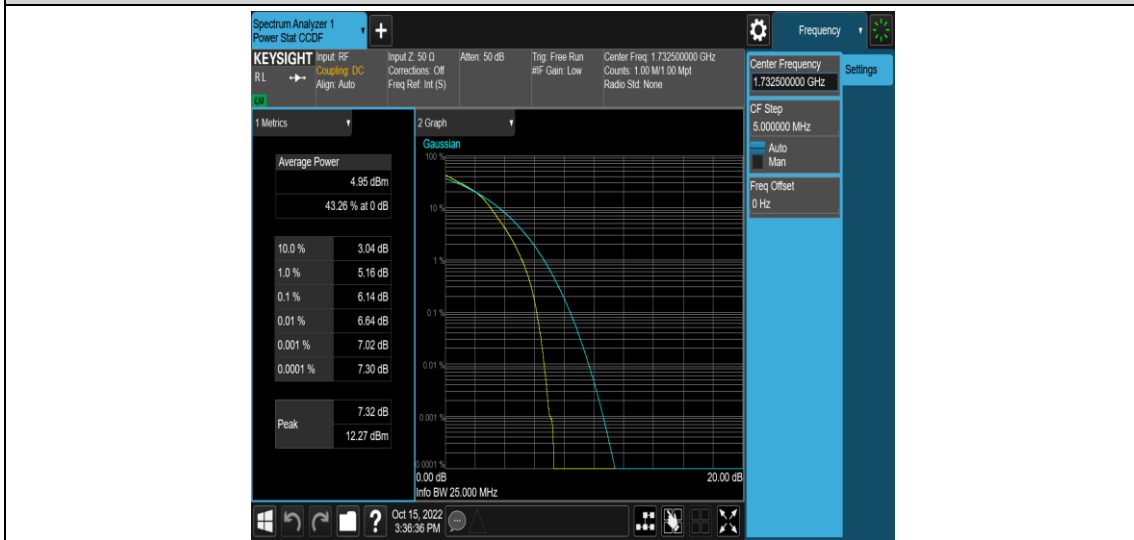 Spectrum Analyzer 1
Power Stat CCDF
+
Frequency
KEYSIGHT
RL
LXI
Input: RF
Coupling: DC
Align: Auto
Input Z: 50 Ω
Corrections: Off
Freq Ref: Int (S)
Atten: 50 dB
Trig: Free Run
#IF Gain: Low
Center Freq: 1.732500000 GHz
Counts: 1.00 M/1.00 Mpt
Radio Std: None
Center Frequency
1.732500000 GHz
Settings
CF Step
5.000000 MHz
Auto
Man
Freq Offset
0 Hz
1 Metrics
Average Power
4.95 dBm
43.26 % at 0 dB
10.0 % 3.04 dB
1.0 % 5.16 dB
0.1 % 6.14 dB
0.01 % 6.64 dB
0.001 % 7.02 dB
0.0001 % 7.30 dB
Peak
7.32 dB
12.27 dBm
2 Graph
Gaussian
100 %
10 %
1 %
0.1 %
0.01 %
0.001 %
0.0001 %
0.00 dB 20.00 dB
Info BW 25.000 MHz
?
Oct 15, 2022
3:36:36 PM